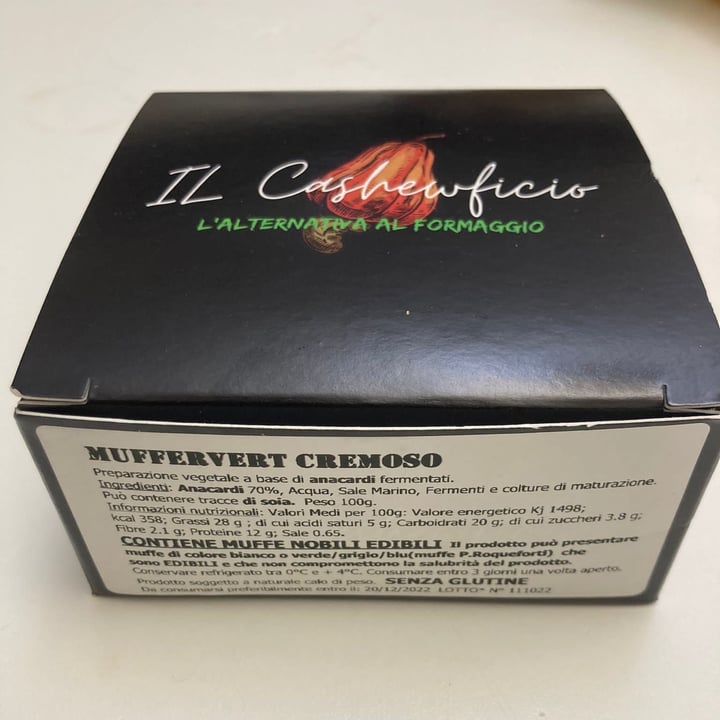 IL Cashewficio
L'ALTERNATIVA AL FORMAGGIO
MUFFERVERT CREMOSO
Preparazione vegetale a base di anacardi fermentati.
Ingredienti: Anacardi 70%, Acqua, Sale Marino, Fermenti e colture di maturazione.
Può contenere tracce di soia. Peso 100g.
Informazioni nutrizionali: Valori Medi per 100g: Valore energetico Kj 1498;
kcal 358; Grassi 28 g ; di cui acidi saturi 5 g; Carboidrati 20 g; di cui zuccheri 3.8 g;
Fibre 2.1 g; Proteine 12 g; Sale 0.65.
CONTIENE MUFFE NOBILI EDIBILI Il prodotto può presentare
muffe di colore bianco o verde/grigio/blu(muffe P.Roqueforti) che
sono EDIBILI e che non compromettono la salubrità del prodotto.
Conservare refrigerato tra 0°C e + 4°C. Consumare entro 3 giorni una volta aperto.
Prodotto soggetto a naturale calo di peso. SENZA GLUTINE
Da consumarsi preferibilmente entro il: 20/12/2022 LOTTO* N° 111022